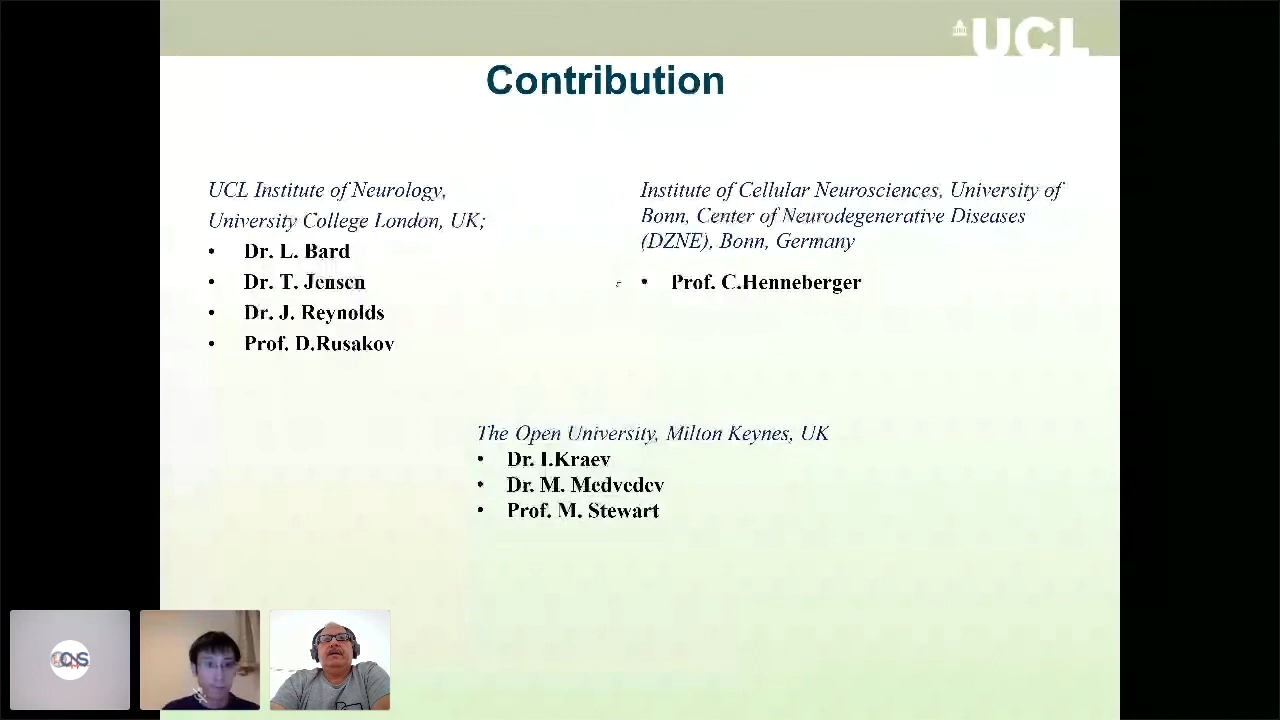 UCL
Contribution
UCL Institute of Neurology,
University College London, UK;
• Dr. L. Bard
• Dr. T. Jensen
• Dr. J. Reynolds
• Prof. D.Rusakov
Institute of Cellular Neurosciences, University of
Bonn, Center of Neurodegenerative Diseases
(DZNE), Bonn, Germany
• Prof. C.Henneberger
The Open University, Milton Keynes, UK
• Dr. I.Kraev
• Dr. M. Medvedev
• Prof. M. Stewart